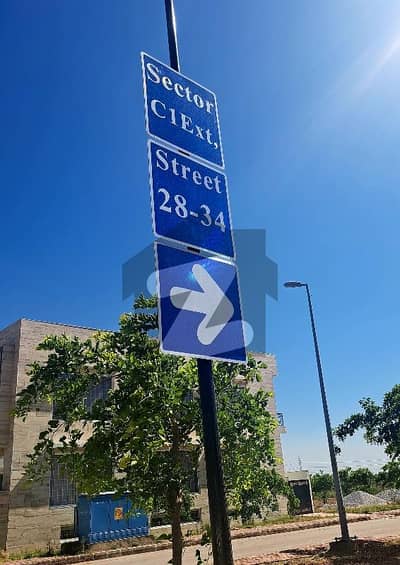 Sector
C1Ext,
Street
28-34